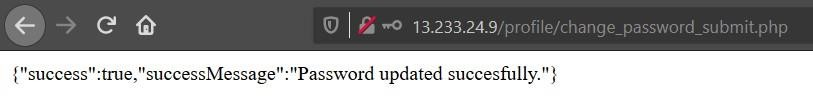 13.233.24.9/profile/change_password_submit.php
{"success":true,"successMessage":"Password updated succesfully."}